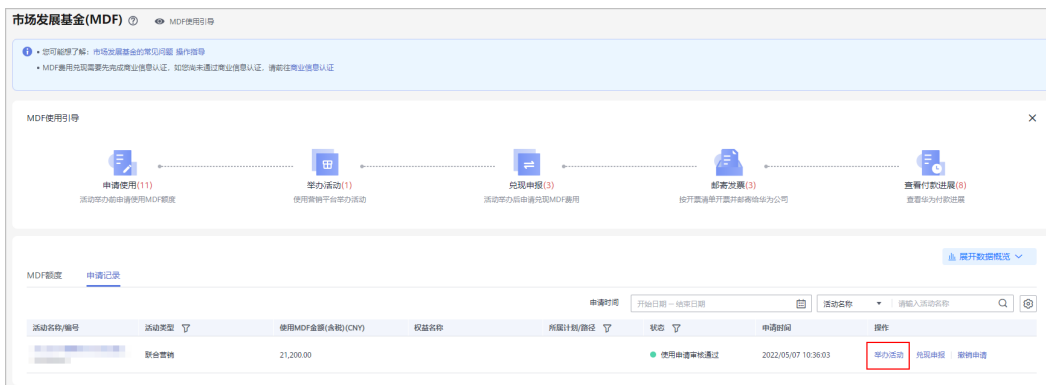 市场发展基金(MDF) MDF使用引导
• 您可能想了解：市场发展基金的常见问题 操作指导
• MDF费用兑现需要先完成商业信息认证，如您尚未通过商业信息认证，请前往商业信息认证
MDF使用引导
申请使用(11) 举办活动(1) 兑现申报(3) 邮寄发票(3) 查看付款进展(8)
活动举办前申请使用MDF额度 使用营销平台举办活动 活动举办后申请兑现MDF费用 按开票清单开票并邮寄给华为公司 查看华为付款进展
展开数据概览
MDF额度 申请记录
申请时间 开始日期 – 结束日期 活动名称 请输入活动名称
活动名称/编号 活动类型 使用MDF金额(含税)(CNY) 权益名称 所属计划/路径 状态 申请时间 操作
联合营销 21,200.00 使用申请审核通过 2022/05/07 10:36:03 举办活动 兑现申报 撤销申请